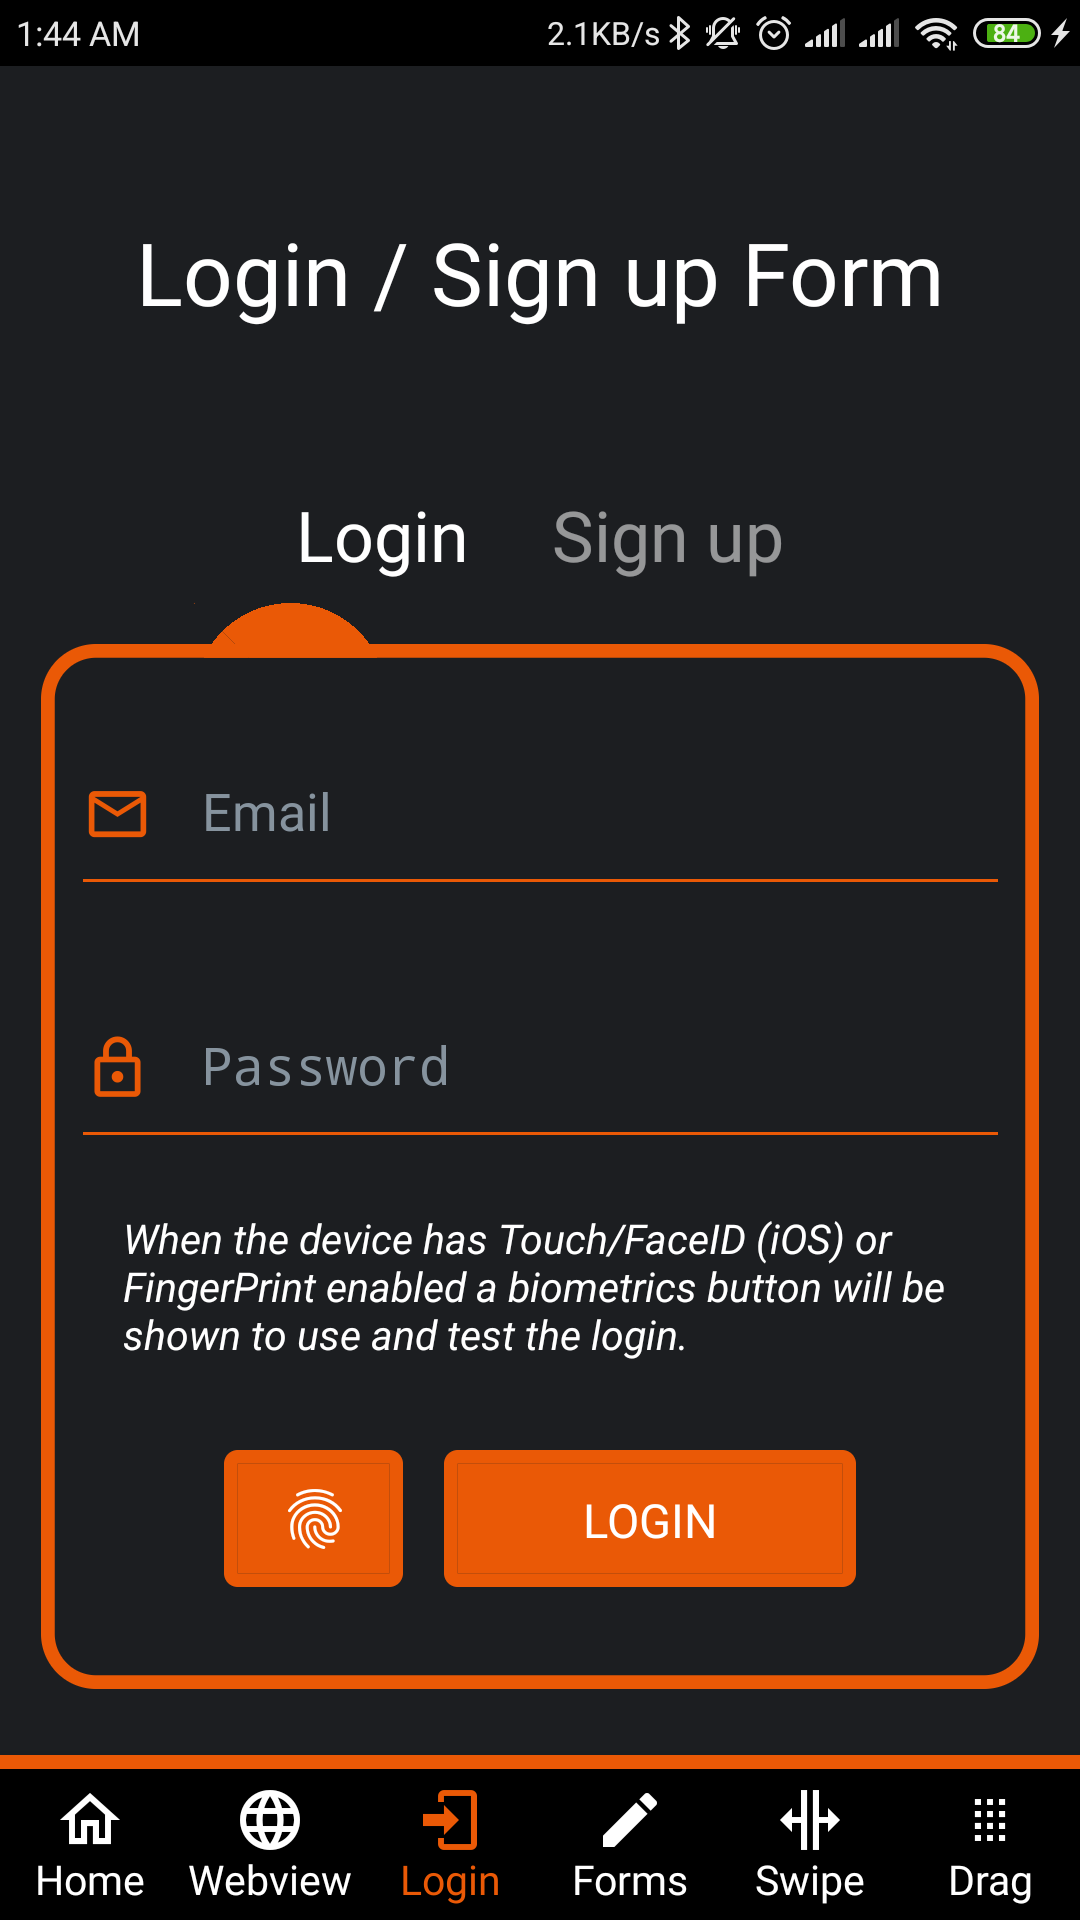 1:44 AM
2.1KB/s
84
Login / Sign up Form
Login
Sign up
Email
Password
When the device has Touch/FaceID (iOS) or
FingerPrint enabled a biometrics button will be
shown to use and test the login.
LOGIN
Home
Webview
Login
Forms
Swipe
Drag